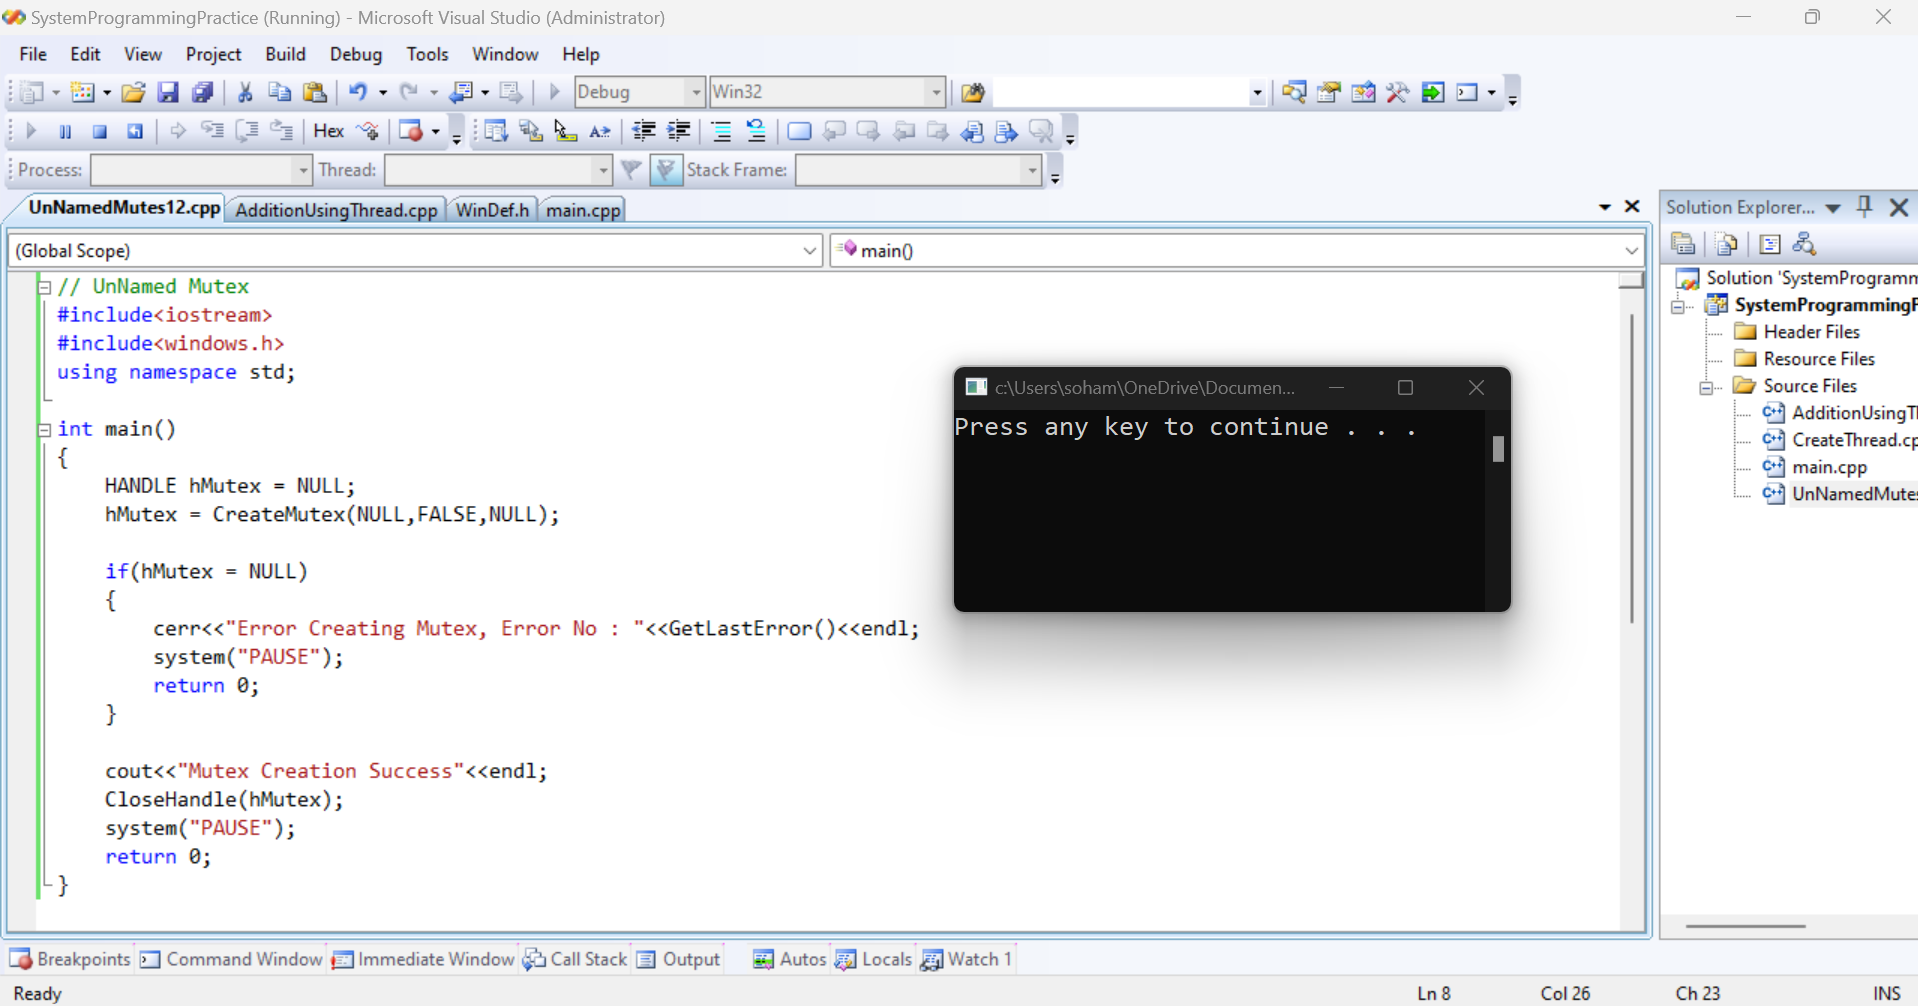 SystemProgrammingPractice (Running) - Microsoft Visual Studio (Administrator)
File Edit View Project Build Debug Tools Window Help
Debug Win32
Hex
Process: Thread: Stack Frame:
UnNamedMutes12.cpp AdditionUsingThread.cpp WinDef.h main.cpp
Solution Explorer...
(Global Scope) main()
// UnNamed Mutex
#include<iostream>
#include<windows.h>
using namespace std;
int main()
{
HANDLE hMutex = NULL;
hMutex = CreateMutex(NULL,FALSE,NULL);
if(hMutex = NULL)
{
cerr<<"Error Creating Mutex, Error No : "<<GetLastError()<<endl;
system("PAUSE");
return 0;
}
cout<<"Mutex Creation Success"<<endl;
CloseHandle(hMutex);
system("PAUSE");
return 0;
}
c:\Users\soham\OneDrive\Documen...
Press any key to continue . . .
Solution 'SystemProgramm
SystemProgrammingP
Header Files
Resource Files
Source Files
AdditionUsingTh
CreateThread.cp
main.cpp
UnNamedMutes
Breakpoints Command Window Immediate Window Call Stack Output Autos Locals Watch 1
Ready Ln 8 Col 26 Ch 23 INS